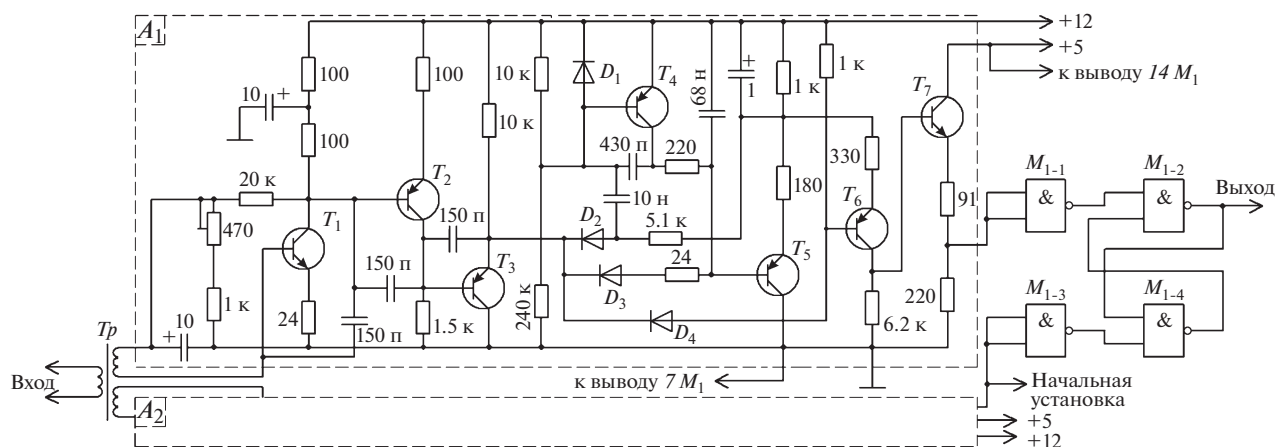 A1
+12
+5
к выводу 14 M1
100
100
10 к
D1
T4
68 н
+
1
1 к
1 к
T7
10
+
100
10 к
430 п
220
330
M1-1
M1-2
&
&
Выход
20 к
T2
10 н
180
T6
91
470
T1
150 п
D2
5.1 к
T5
150 п
T3
D3
24
1 к
24
240 к
220
M1-3
M1-4
&
&
Tp
+
10
150 п
1.5 к
D4
6.2 к
Вход
к выводу 7 M1
Начальная
установка
A2
+5
+12